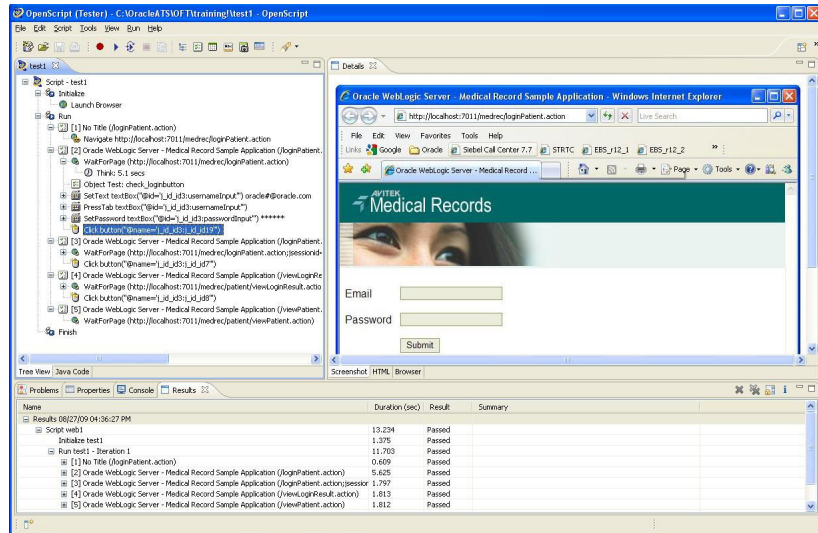 OpenScript (Tester) - C:\OracleATS\OFT\training!\test1 - OpenScript
File Edit Script Tools View Run Help
test1
Script - test1
Initialize
Launch Browser
Run
[1] No Title (/loginPatient.action)
Navigate http://localhost:7011/medrec/loginPatient.action
[2] Oracle WebLogic Server - Medical Record Sample Application (/loginPatient.
WaitForPage (http://localhost:7011/medrec/loginPatient.action)
Think: 5.1 secs
Object Test: check_loginbutton
SetText textBox("@id='j_id_id3:usernameInput'") oracle#@oracle.com
PressTab textBox("@id='j_id_id3:usernameInput'")
SetPassword textBox("@id='j_id_id3:passwordInput'") ******
Click button("@name='j_id_id3:j_id_id19'")
[3] Oracle WebLogic Server - Medical Record Sample Application (/loginPatient.
WaitForPage (http://localhost:7011/medrec/loginPatient.action;jsessionid=
Click button("@name='j_id_id3:j_id_id7'")
[4] Oracle WebLogic Server - Medical Record Sample Application (/viewLoginRe
WaitForPage (http://localhost:7011/medrec/patient/viewLoginResult.actio
Click button("@name='j_id_id3:j_id_id8'")
[5] Oracle WebLogic Server - Medical Record Sample Application (/viewPatient.
WaitForPage (http://localhost:7011/medrec/patient/viewPatient.action)
Finish
Tree View Java Code
Details
Oracle WebLogic Server - Medical Record Sample Application - Windows Internet Explorer
http://localhost:7011/medrec/loginPatient.action Live Search
File Edit View Favorites Tools Help
Links Google Oracle Siebel Call Center 7.7 STRTC EBS_r12_1 EBS_r12_2 »
Oracle WebLogic Server - Medical Record ... Page Tools
AVITEK
Medical Records
Email
Password
Submit
Screenshot HTML Browser
Problems Properties Console Results
Name Duration (sec) Result Summary
Results 08/27/09 04:36:27 PM
Script web1 13.234 Passed
Initialize test1 1.375 Passed
Run test1 - Iteration 1 11.703 Passed
[1] No Title (/loginPatient.action) 0.609 Passed
[2] Oracle WebLogic Server - Medical Record Sample Application (/loginPatient.action) 5.625 Passed
[3] Oracle WebLogic Server - Medical Record Sample Application (/loginPatient.action;jsession 1.797 Passed
[4] Oracle WebLogic Server - Medical Record Sample Application (/viewLoginResult.action) 1.813 Passed
[5] Oracle WebLogic Server - Medical Record Sample Application (/viewPatient.action) 1.812 Passed